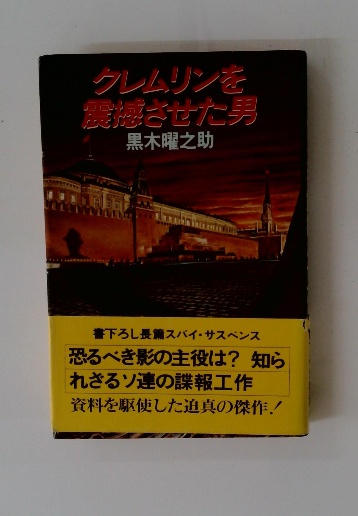 クレムリンを
震撼させた男
黒木曜之助
書下ろし長篇スパイ・サスペンス
恐るべき影の主役は? 知ら
れざるソ連の諜報工作
資料を駆使した迫真の傑作!